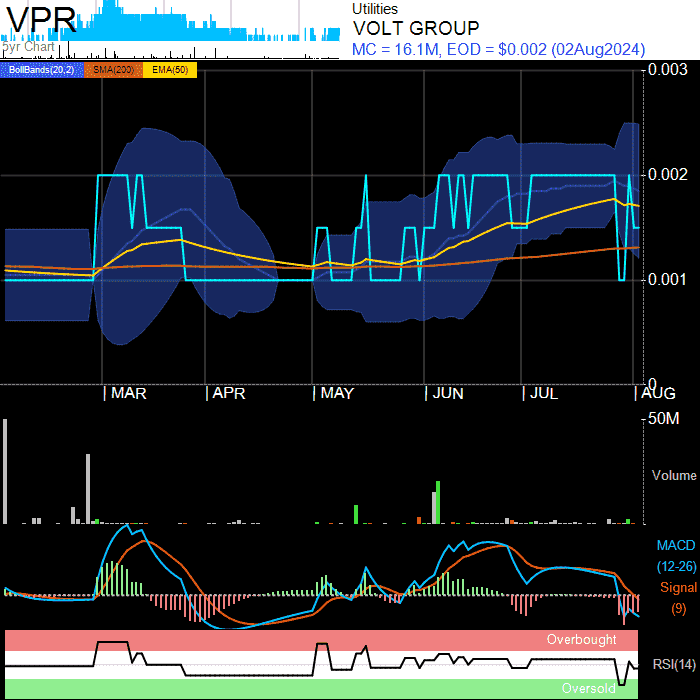 VPR
5yr Chart
Utilities
VOLT GROUP
MC = 16.1M, EOD = $0.002 (02Aug2024)
BollBands(20,2) SMA(200) EMA(50)
0.003
0.002
0.001
0
MAR APR MAY JUN JUL AUG
50M
Volume
MACD
(12-26)
Signal
(9)
Overbought
RSI(14)
Oversold